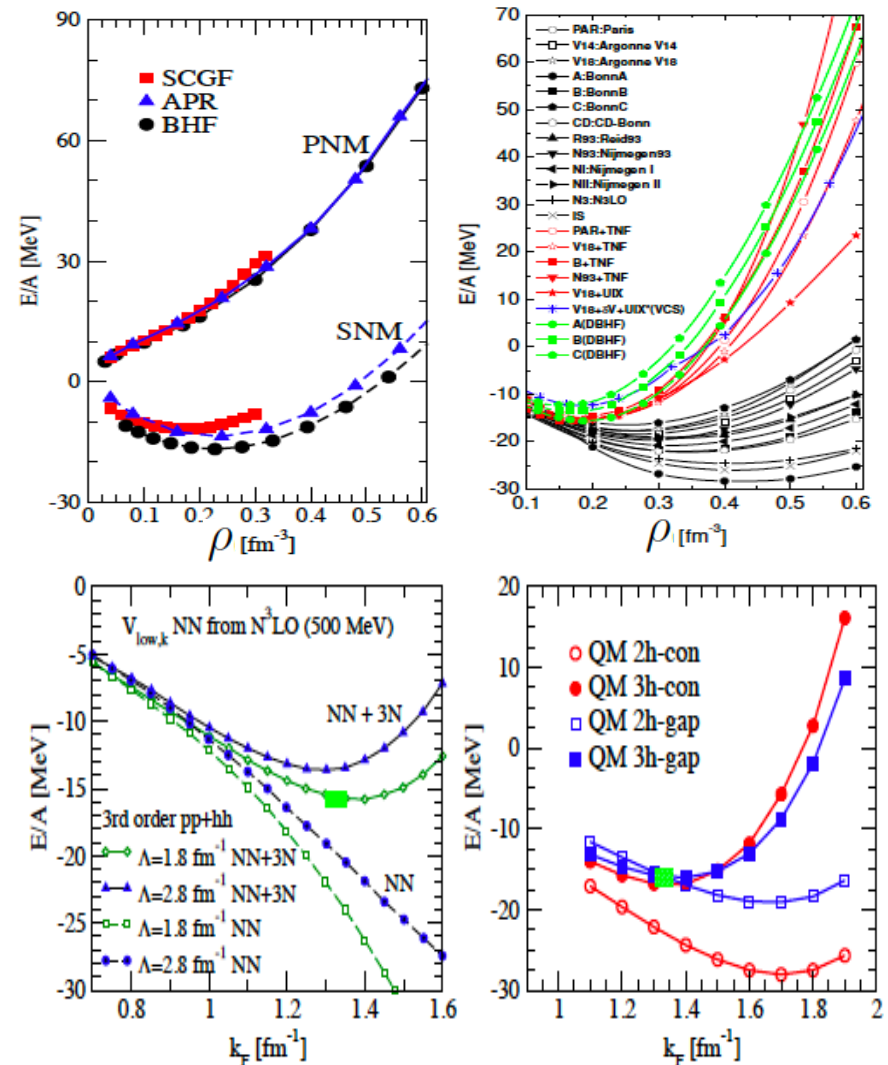 SCGF
APR
BHF
PNM
SNM
E/A [MeV]
90
60
30
0
-30
0
0.1
0.2
0.3
0.4
0.5
0.6
ρ [fm⁻³]
PAR:Paris
V14:Argonne V14
V18:Argonne V18
A:BonnA
B:BonnB
C:BonnC
CD:CD-Bonn
R93:Reid93
N93:Nijmegen93
NI:Nijmegen I
NII:Nijmegen II
N3:N3LO
IS
PAR+TNF
V18+TNF
B+TNF
N93+TNF
V18+UIX
V18+δV+UIX*(VCS)
A(DBHF)
B(DBHF)
C(DBHF)
E/A [MeV]
70
60
50
40
30
20
10
0
-10
-20
-30
0.1
0.2
0.3
0.4
0.5
0.6
ρ [fm⁻³]
V_low,k NN from N³LO (500 MeV)
NN + 3N
NN
3rd order pp+hh
Λ=1.8 fm⁻¹ NN+3N
Λ=2.8 fm⁻¹ NN+3N
Λ=1.8 fm⁻¹ NN
Λ=2.8 fm⁻¹ NN
E/A [MeV]
0
-5
-10
-15
-20
-25
-30
0.8
1
1.2
1.4
1.6
k_F [fm⁻¹]
QM 2h-con
QM 3h-con
QM 2h-gap
QM 3h-gap
E/A [MeV]
20
15
10
5
0
-10
-15
-20
-25
-30
1
1.2
1.4
1.6
1.8
2
k_F [fm⁻¹]